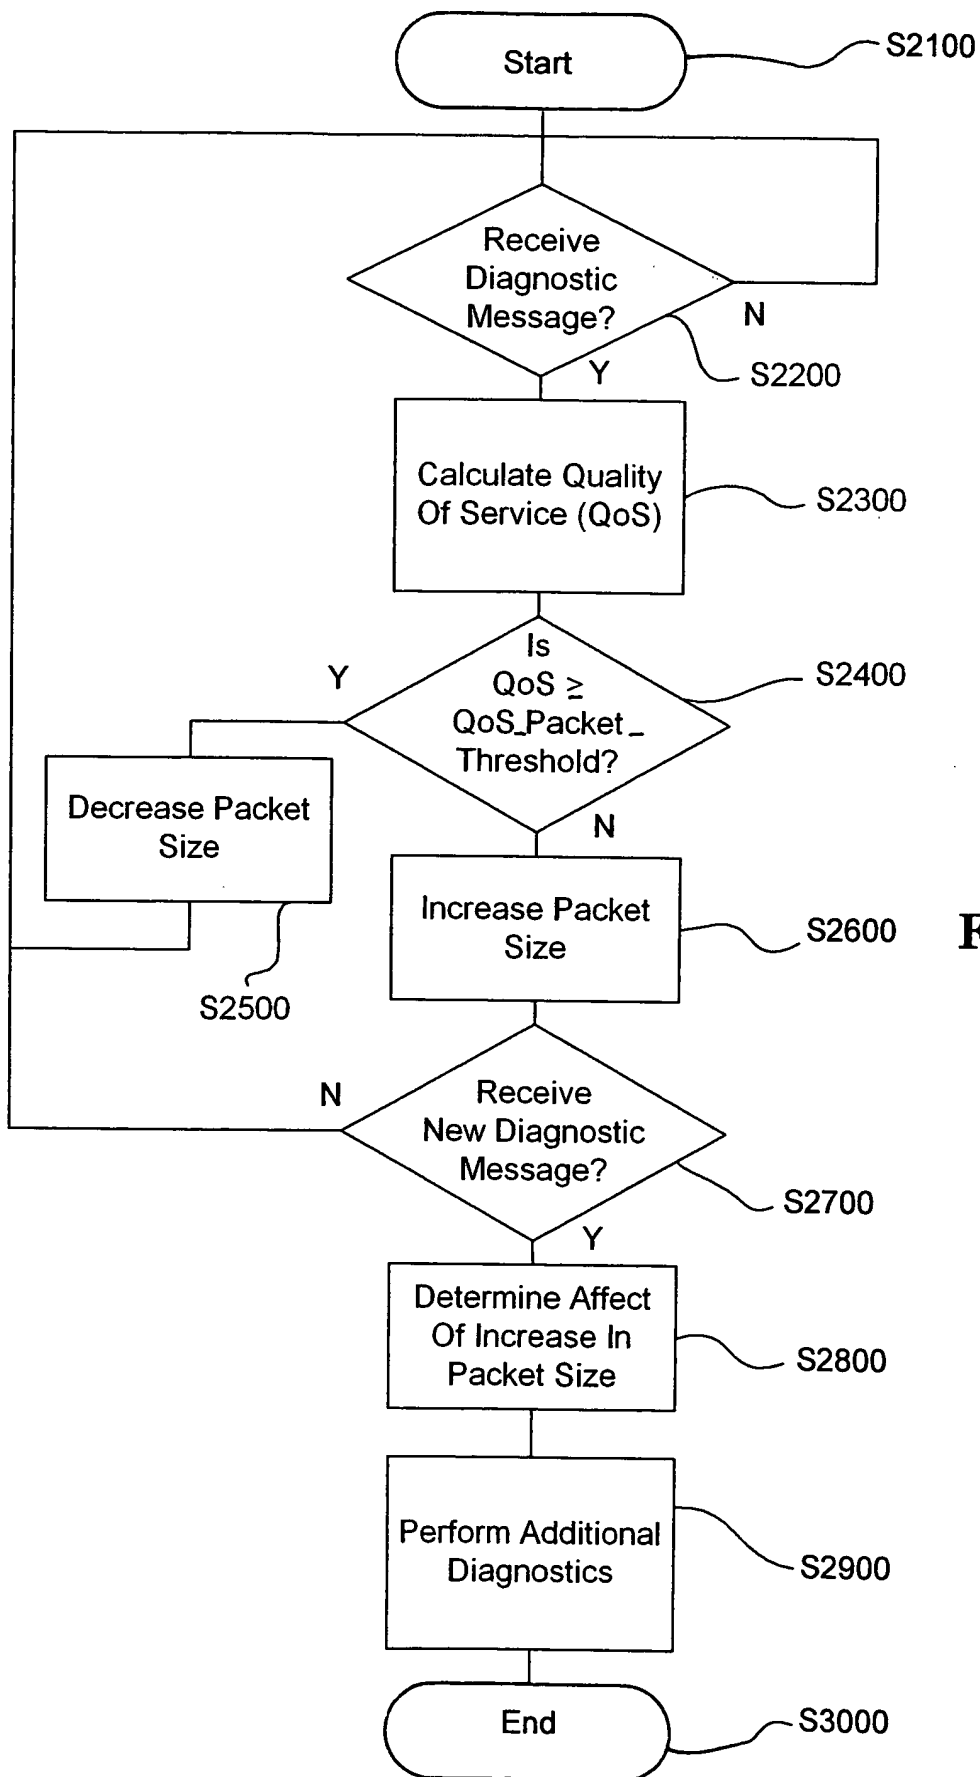 Start
S2100
Receive
Diagnostic
Message?
N
S2200
Y
Calculate Quality
Of Service (QoS)
S2300
Is
QoS ≥
QoS_Packet_
Threshold?
Y
S2400
N
Decrease Packet
Size
S2500
Increase Packet
Size
S2600
F
Receive
New Diagnostic
Message?
N
S2700
Y
Determine Affect
Of Increase In
Packet Size
S2800
Perform Additional
Diagnostics
S2900
End
S3000